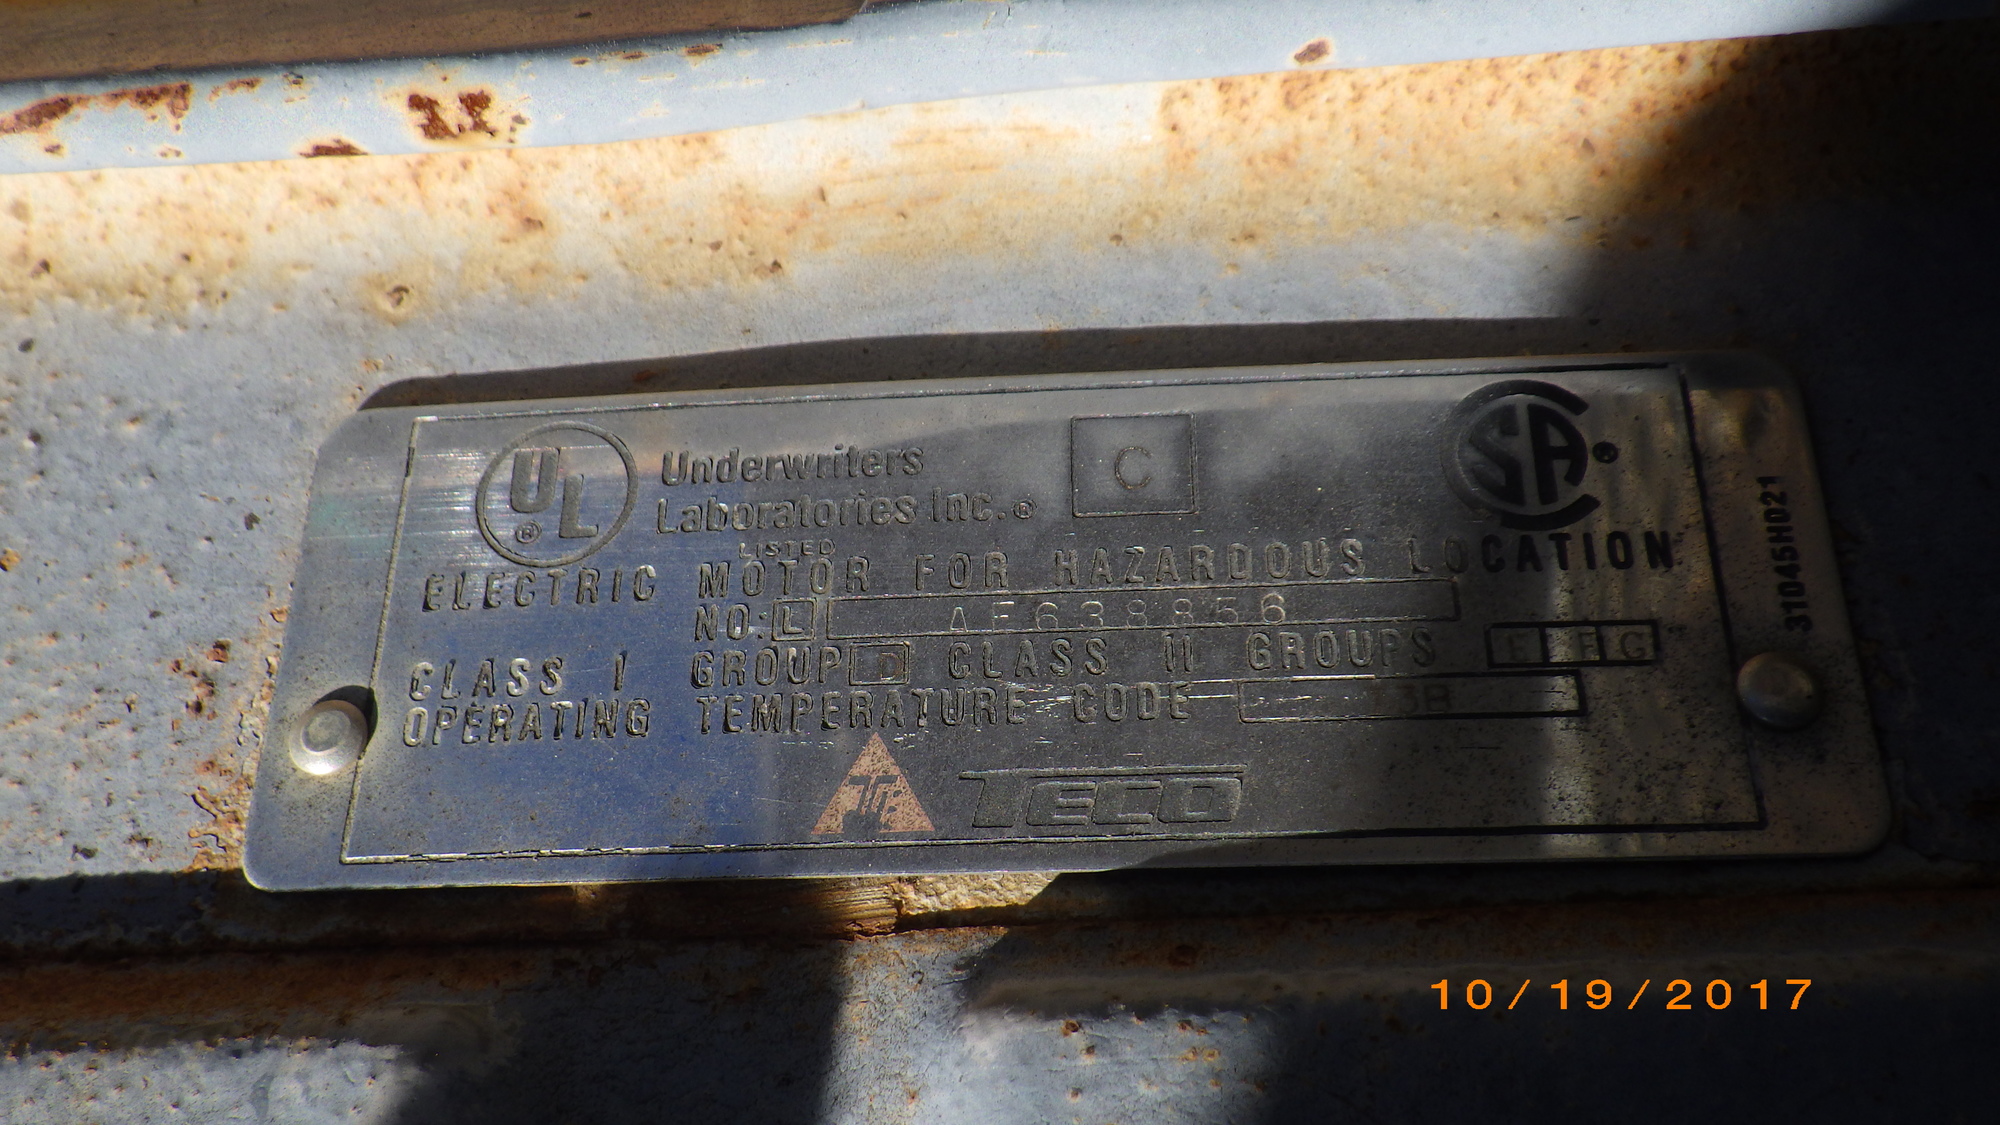 UL® Underwriters
Laboratories Inc.® C SA®
LISTED
ELECTRIC MOTOR FOR HAZARDOUS LOCATION
NO: L AF638856
CLASS I GROUP D CLASS II GROUPS E F G
OPERATING TEMPERATURE CODE T3B
TECO
31045H021
10/19/2017